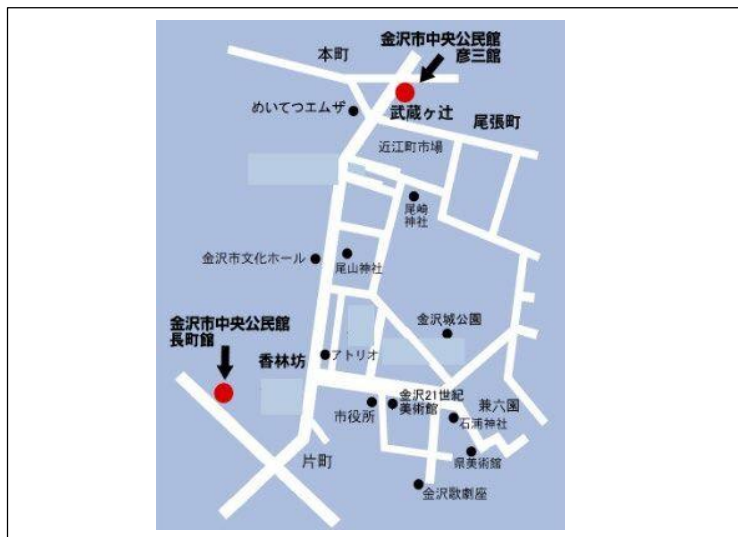 金沢市中央公民館
彦三館
本町
めいてつエムザ
武蔵ヶ辻
尾張町
近江町市場
尾崎
神社
金沢市文化ホール
尾山神社
金沢城公園
金沢市中央公民館
長町館
香林坊
アトリオ
金沢21世紀
美術館
兼六園
市役所
石浦神社
片町
県美術館
金沢歌劇座